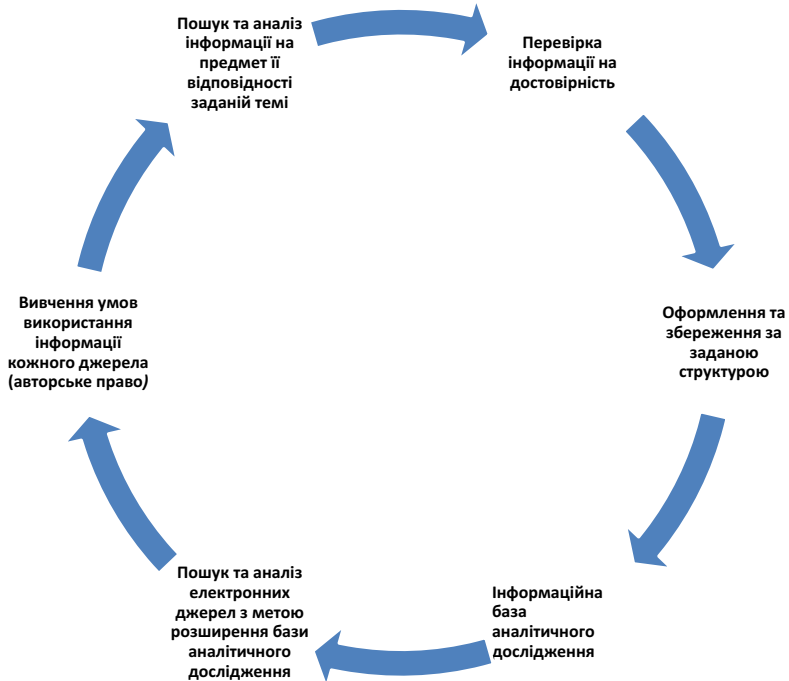 Пошук та аналіз
інформації на
предмет її
відповідності
заданій темі
Перевірка
інформації на
достовірність
Оформлення та
збереження за
заданою
структурою
Інформаційна
база
аналітичного
дослідження
Пошук та аналіз
електронних
джерел з метою
розширення бази
аналітичного
дослідження
Вивчення умов
використання
інформації
кожного джерела
(авторське право)